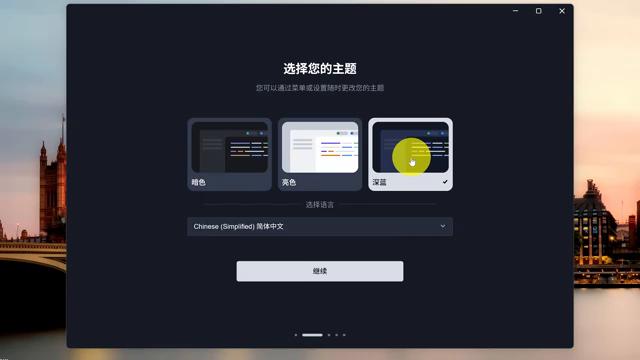 选择您的主题
您可以通过菜单或设置随时更改您的主题
暗色
亮色
深蓝
选择语言
Chinese (Simplified) 简体中文
继续